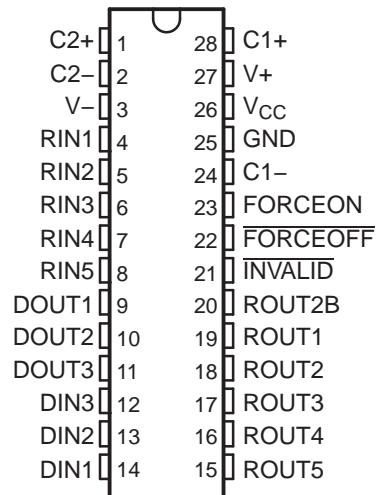 C2+ 1 28 C1+
C2− 2 27 V+
V− 3 26 VCC
RIN1 4 25 GND
RIN2 5 24 C1−
RIN3 6 23 FORCEON
RIN4 7 22 FORCEOFF
RIN5 8 21 INVALID
DOUT1 9 20 ROUT2B
DOUT2 10 19 ROUT1
DOUT3 11 18 ROUT2
DIN3 12 17 ROUT3
DIN2 13 16 ROUT4
DIN1 14 15 ROUT5